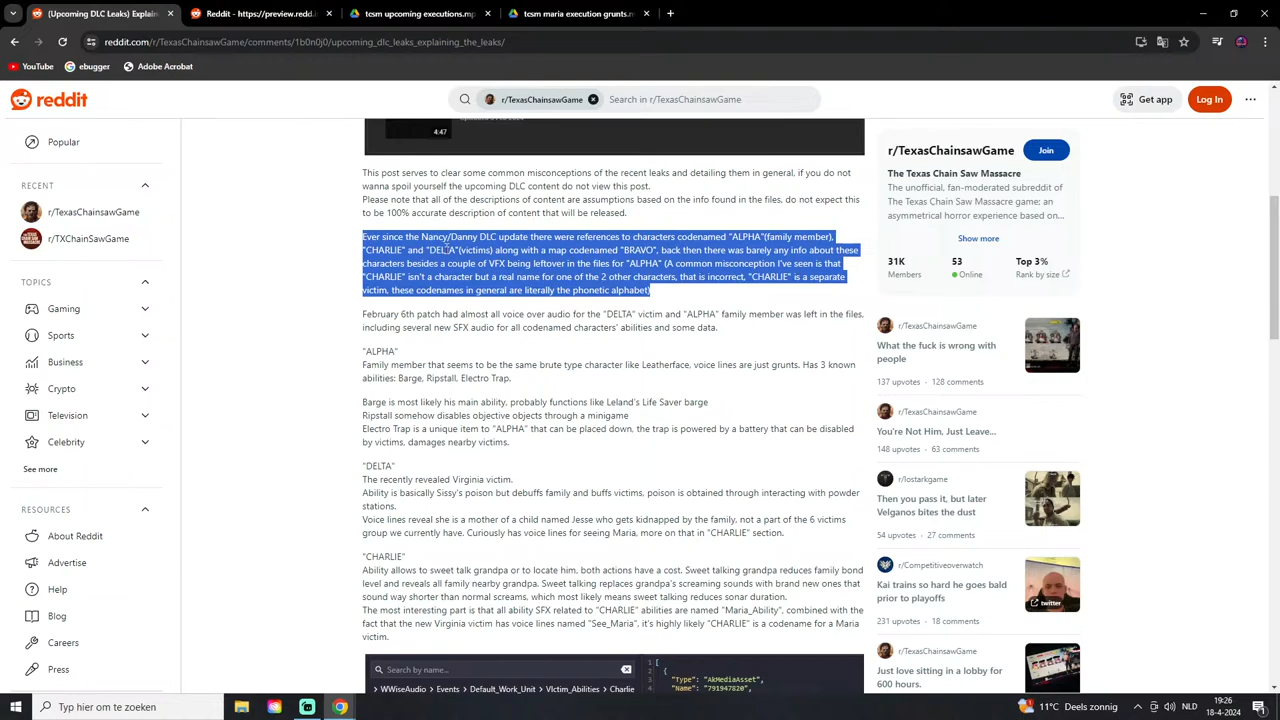 (Upcoming DLC Leaks) Explain
Reddit - https://preview.redd.
tcsm upcoming executions.mp
tcsm maria execution grunts.m
reddit.com/r/TexasChainsawGame/comments/1b0n0j0/upcoming_dlc_leaks_explaining_the_leaks/
YouTube
ebugger
Adobe Acrobat
reddit
r/TexasChainsawGame
Search in r/TexasChainsawGame
Get app
Log In
Popular
RECENT
r/TexasChainsawGame
r/TXChainSawGame
TOPICS
Gaming
Sports
Business
Crypto
Television
Celebrity
See more
RESOURCES
About Reddit
Advertise
Help
Blog
Careers
Press
4:47
This post serves to clear some common misconceptions of the recent leaks and detailing them in general, if you do not
wanna spoil yourself the upcoming DLC content do not view this post.
Please note that all of the descriptions of content are assumptions based on the info found in the files, do not expect this
to be 100% accurate description of content that will be released.
Ever since the Nancy/Danny DLC update there were references to characters codenamed "ALPHA"(family member),
"CHARLIE" and "DELTA"(victims) along with a map codenamed "BRAVO", back then there was barely any info about these
characters besides a couple of VFX being leftover in the files for "ALPHA" (A common misconception I've seen is that
"CHARLIE" isn't a character but a real name for one of the 2 other characters, that is incorrect, "CHARLIE" is a separate
victim, these codenames in general are literally the phonetic alphabet)
February 6th patch had almost all voice over audio for the "DELTA" victim and "ALPHA" family member was left in the files,
including several new SFX audio for all codenamed characters' abilities and some data.
"ALPHA"
Family member that seems to be the same brute type character like Leatherface, voice lines are just grunts. Has 3 known
abilities: Barge, Ripstall, Electro Trap.
Barge is most likely his main ability, probably functions like Leland's Life Saver barge
Ripstall somehow disables objective objects through a minigame
Electro Trap is a unique item to "ALPHA" that can be placed down, the trap is powered by a battery that can be disabled
by victims, damages nearby victims.
"DELTA"
The recently revealed Virginia victim.
Ability is basically Sissy's poison but debuffs family and buffs victims, poison is obtained through interacting with powder
stations.
Voice lines reveal she is a mother of a child named Jesse who gets kidnapped by the family, not a part of the 6 victims
group we currently have. Curiously has voice lines for seeing Maria, more on that in "CHARLIE" section.
"CHARLIE"
Ability allows to sweet talk grandpa or to locate him, both actions have a cost. Sweet talking grandpa reduces family bond
level and reveals all family nearby grandpa. Sweet talking replaces grandpa's screaming sounds with brand new ones that
sound way shorter than normal screams, which most likely means sweet talking reduces sonar duration.
The most interesting part is that all ability SFX related to "CHARLIE" abilities are named "Maria_Ability", combined with the
fact that the new Virginia victim has voice lines named "See_Maria", it's highly likely "CHARLIE" is a codename for a Maria
victim.
Search by name...
WWiseAudio > Events > Default_Work_Unit > VIctim_Abilities > Charlie
1 [
2 {
3 "Type": "AkMediaAsset",
4 "Name": "791947820",
r/TexasChainsawGame
Join
The Texas Chain Saw Massacre
The unofficial, fan-moderated subreddit of
The Texas Chain Saw Massacre game: an
asymmetrical horror experience based on...
Show more
31K 53 Top 3%
Members Online Rank by size
r/TexasChainsawGame
What the fuck is wrong with
people
137 upvotes · 128 comments
r/TexasChainsawGame
You're Not Him, Just Leave...
148 upvotes · 63 comments
r/lostarkgame
Then you pass it, but later
Velganos bites the dust
54 upvotes · 27 comments
r/Competitiveoverwatch
Kai trains so hard he goes bald
prior to playoffs
twitter
231 upvotes · 18 comments
r/TexasChainsawGame
Just love sitting in a lobby for
600 hours.
Typ hier om te zoeken
11°C Deels zonnig
NLD
19:26
18-4-2024